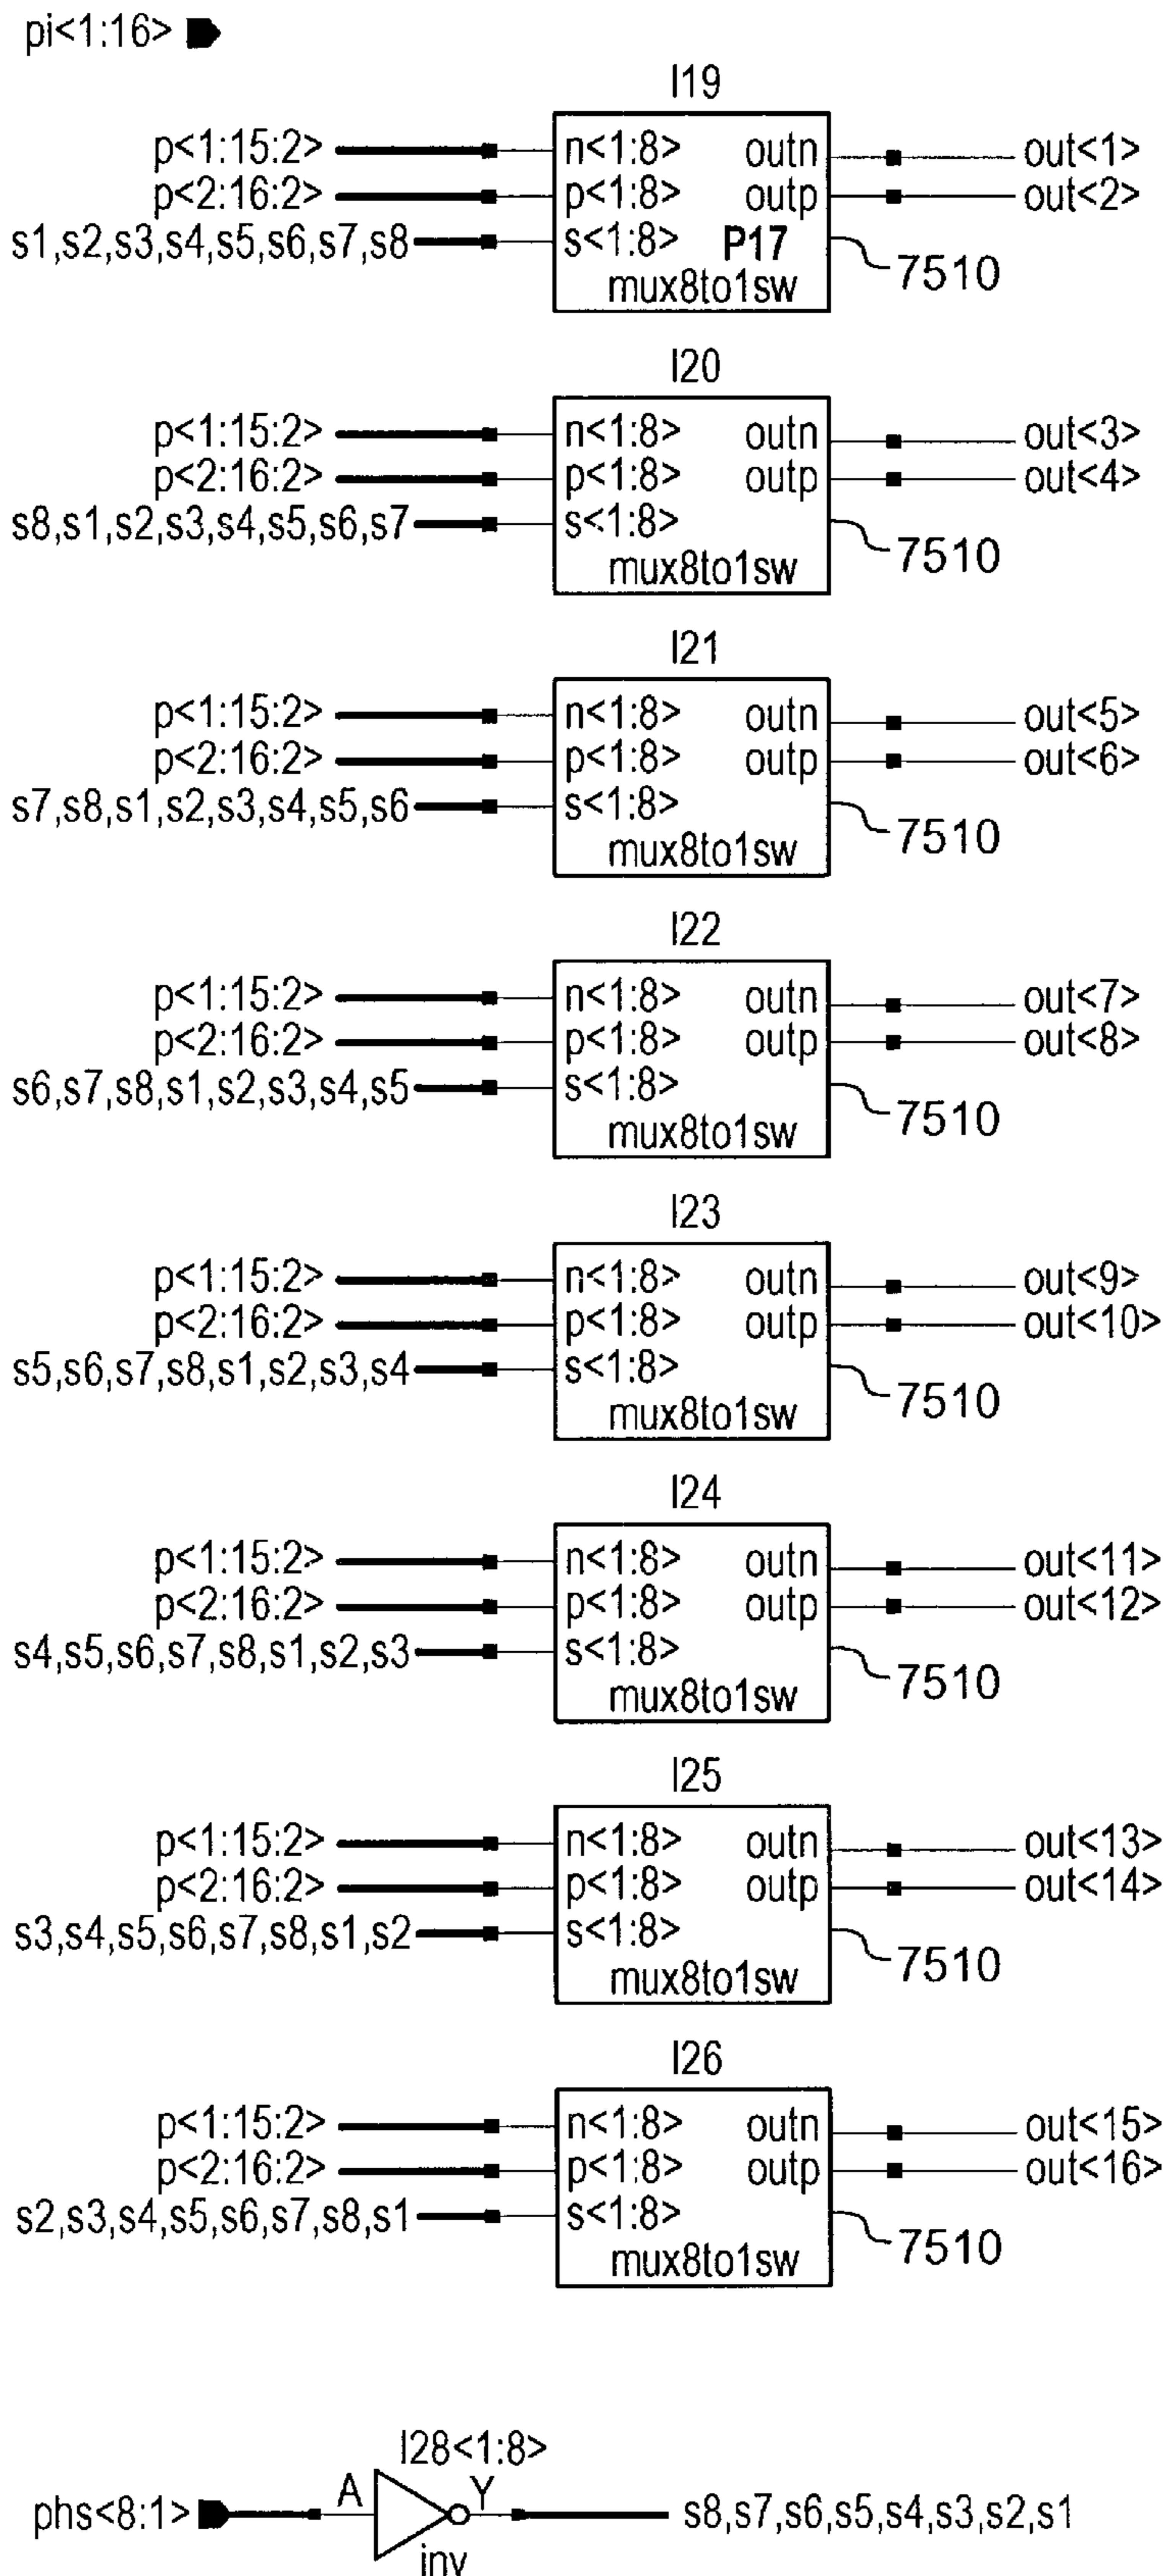 pi<1:16>
I19
p<1:15:2> n<1:8> outn out<1>
p<2:16:2> p<1:8> outp out<2>
s1,s2,s3,s4,s5,s6,s7,s8 s<1:8> P17 7510
mux8to1sw
I20
p<1:15:2> n<1:8> outn out<3>
p<2:16:2> p<1:8> outp out<4>
s8,s1,s2,s3,s4,s5,s6,s7 s<1:8> 7510
mux8to1sw
I21
p<1:15:2> n<1:8> outn out<5>
p<2:16:2> p<1:8> outp out<6>
s7,s8,s1,s2,s3,s4,s5,s6 s<1:8> 7510
mux8to1sw
I22
p<1:15:2> n<1:8> outn out<7>
p<2:16:2> p<1:8> outp out<8>
s6,s7,s8,s1,s2,s3,s4,s5 s<1:8> 7510
mux8to1sw
I23
p<1:15:2> n<1:8> outn out<9>
p<2:16:2> p<1:8> outp out<10>
s5,s6,s7,s8,s1,s2,s3,s4 s<1:8> 7510
mux8to1sw
I24
p<1:15:2> n<1:8> outn out<11>
p<2:16:2> p<1:8> outp out<12>
s4,s5,s6,s7,s8,s1,s2,s3 s<1:8> 7510
mux8to1sw
I25
p<1:15:2> n<1:8> outn out<13>
p<2:16:2> p<1:8> outp out<14>
s3,s4,s5,s6,s7,s8,s1,s2 s<1:8> 7510
mux8to1sw
I26
p<1:15:2> n<1:8> outn out<15>
p<2:16:2> p<1:8> outp out<16>
s2,s3,s4,s5,s6,s7,s8,s1 s<1:8> 7510
mux8to1sw
I28<1:8>
phs<8:1> A Y s8,s7,s6,s5,s4,s3,s2,s1
inv